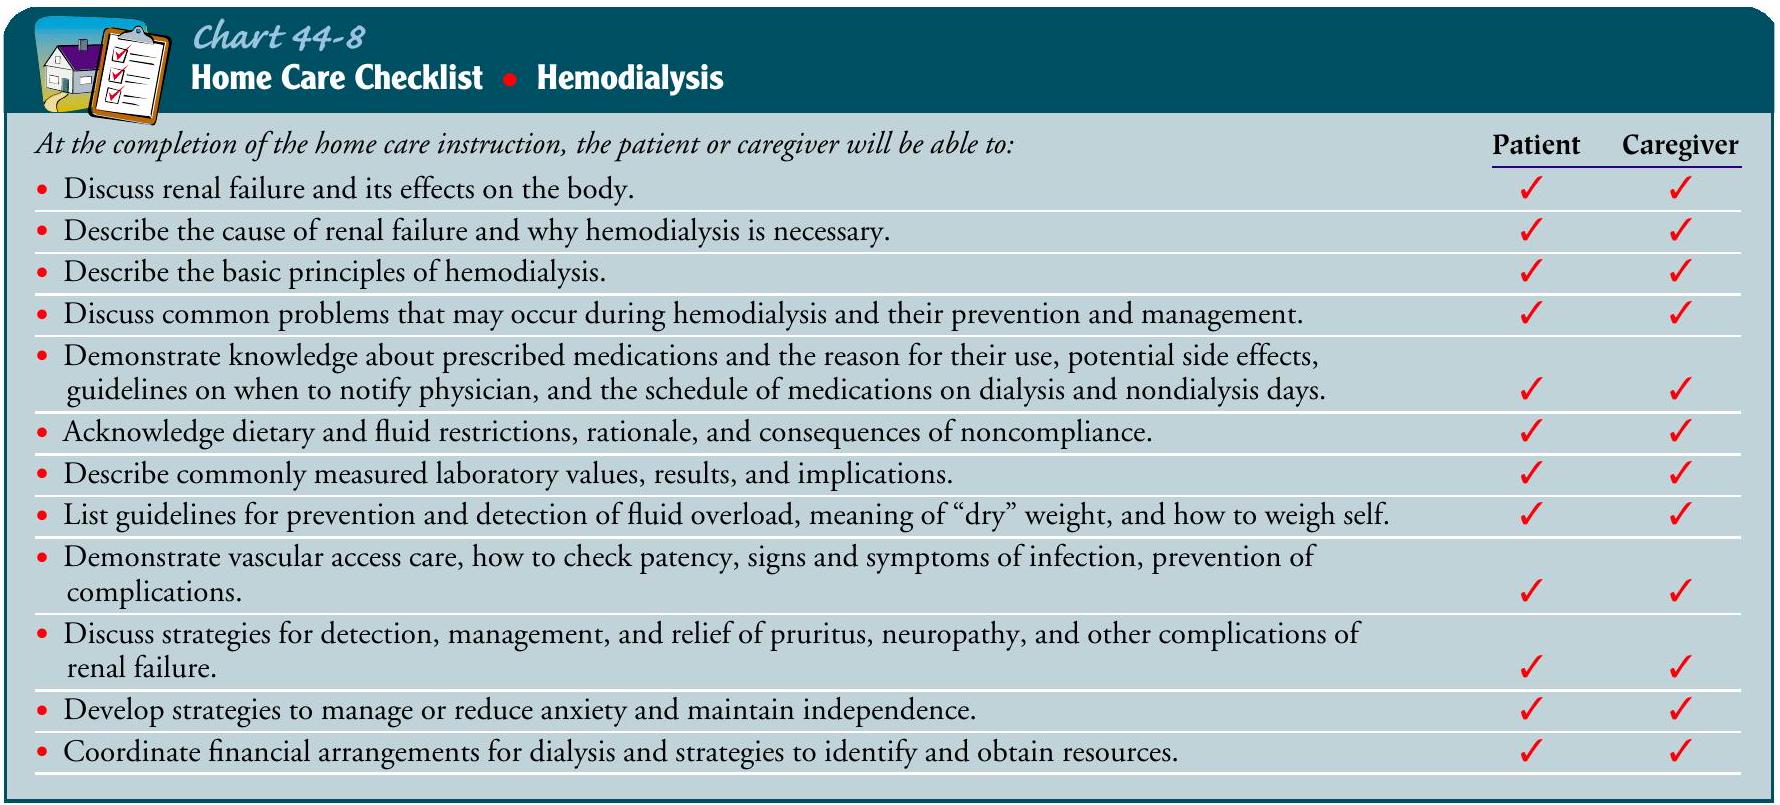 Chart 44-8
Home Care Checklist • Hemodialysis
At the completion of the home care instruction, the patient or caregiver will be able to: Patient Caregiver
• Discuss renal failure and its effects on the body. ✓ ✓
• Describe the cause of renal failure and why hemodialysis is necessary. ✓ ✓
• Describe the basic principles of hemodialysis. ✓ ✓
• Discuss common problems that may occur during hemodialysis and their prevention and management. ✓ ✓
• Demonstrate knowledge about prescribed medications and the reason for their use, potential side effects,
guidelines on when to notify physician, and the schedule of medications on dialysis and nondialysis days. ✓ ✓
• Acknowledge dietary and fluid restrictions, rationale, and consequences of noncompliance. ✓ ✓
• Describe commonly measured laboratory values, results, and implications. ✓ ✓
• List guidelines for prevention and detection of fluid overload, meaning of “dry” weight, and how to weigh self. ✓ ✓
• Demonstrate vascular access care, how to check patency, signs and symptoms of infection, prevention of
complications. ✓ ✓
• Discuss strategies for detection, management, and relief of pruritus, neuropathy, and other complications of
renal failure. ✓ ✓
• Develop strategies to manage or reduce anxiety and maintain independence. ✓ ✓
• Coordinate financial arrangements for dialysis and strategies to identify and obtain resources. ✓ ✓